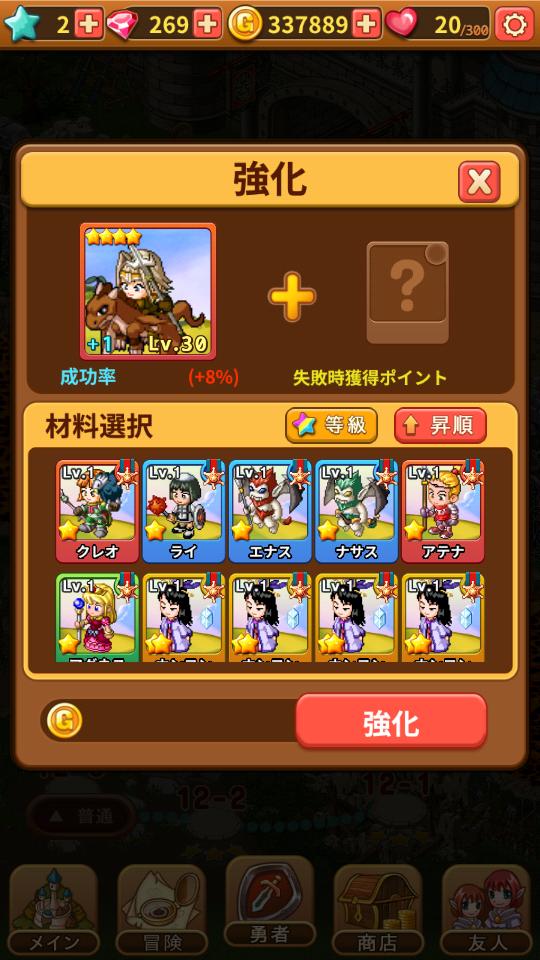 2 269 G 337889 20/300
強化
+1 Lv.30
成功率 (+8%) 失敗時獲得ポイント
材料選択 等級 昇順
Lv.1 Lv.1 Lv.1 Lv.1 Lv.1
クレオ ライ エナス ナサス アテナ
Lv.1 Lv.1 Lv.1 Lv.1 Lv.1
G 強化
12-2 12-1
▲ 普通
メイン 冒険 勇者 商店 友人